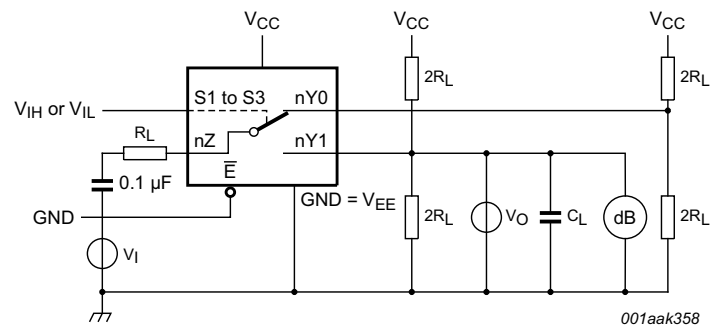 VCC
VCC
VCC
2RL
2RL
VIH or VIL
S1 to S3
nY0
RL
nZ
nY1
E̅
0.1 µF
GND = VEE
GND
2RL
VO
CL
dB
2RL
VI
001aak358